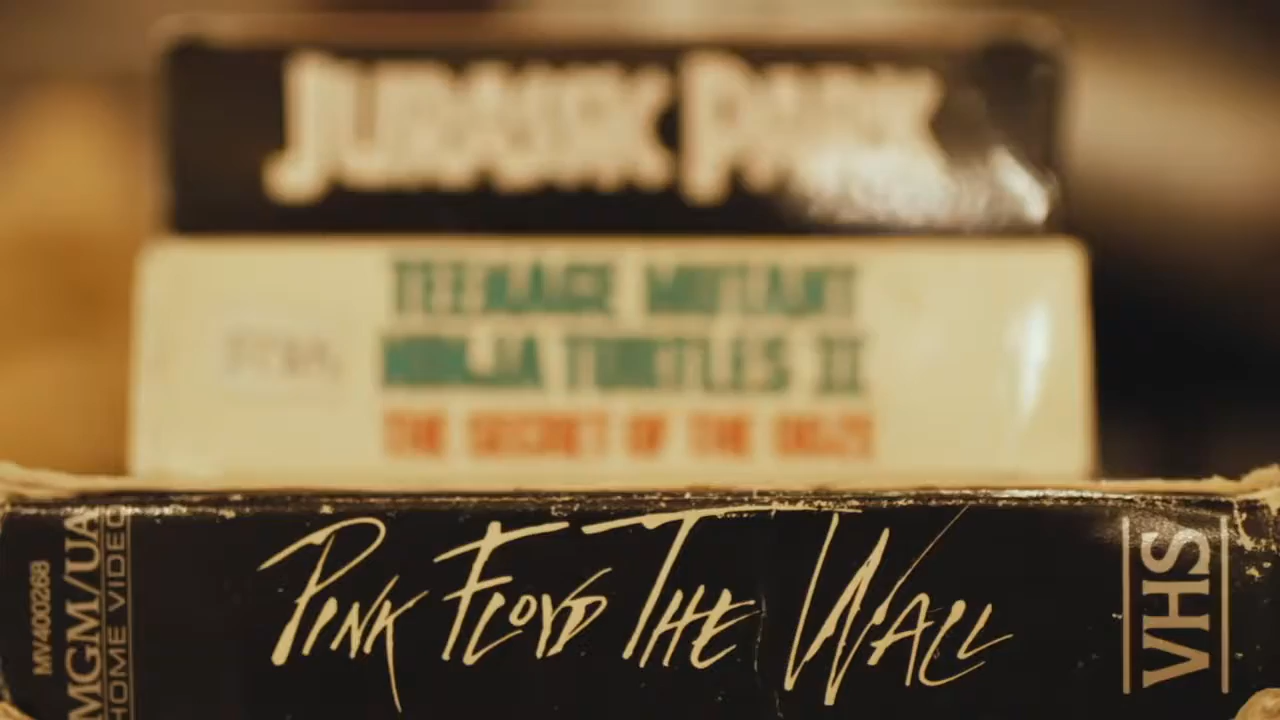 JURASSIC PARK
TEENAGE MUTANT
NINJA TURTLES II
THE SECRET OF THE OOZE
MV400268
MGM/UA
HOME VIDEO
PINK FLOYD THE WALL
VHS